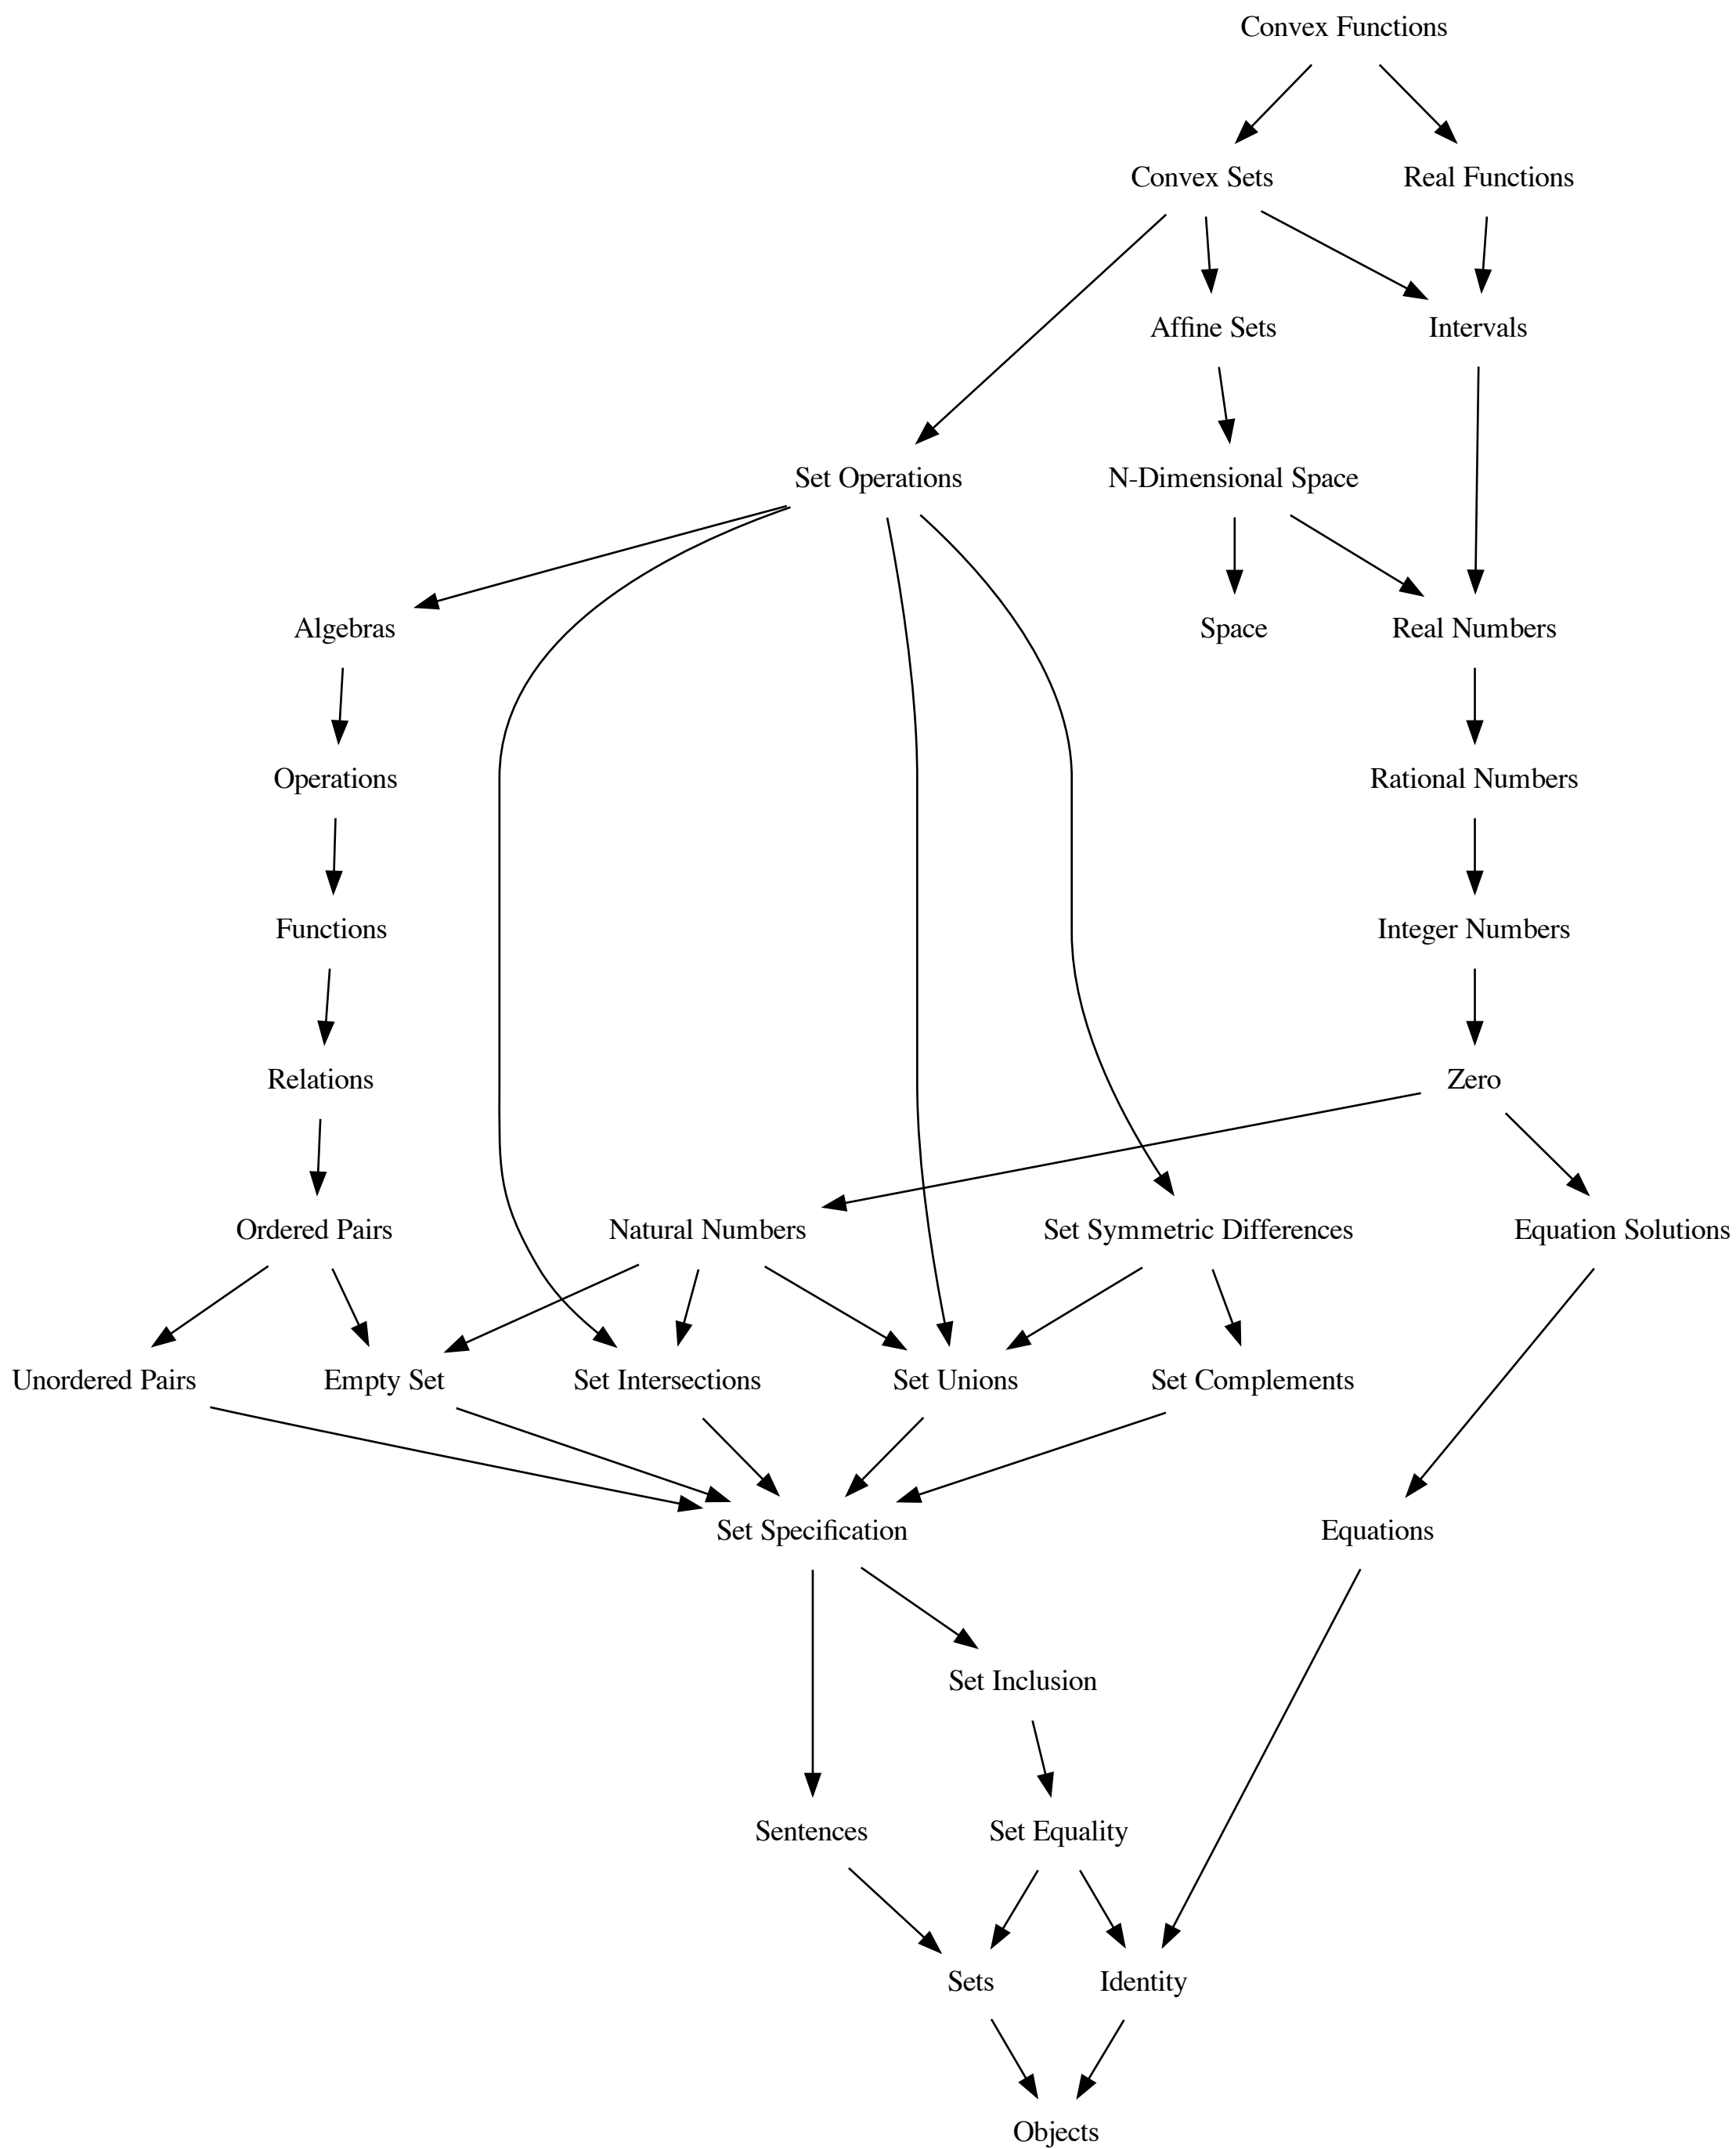 Convex Functions
Convex Sets
Real Functions
Affine Sets
Intervals
Set Operations
N-Dimensional Space
Algebras
Space
Real Numbers
Operations
Rational Numbers
Functions
Integer Numbers
Relations
Zero
Ordered Pairs
Natural Numbers
Set Symmetric Differences
Equation Solutions
Unordered Pairs
Empty Set
Set Intersections
Set Unions
Set Complements
Set Specification
Equations
Set Inclusion
Sentences
Set Equality
Sets
Identity
Objects